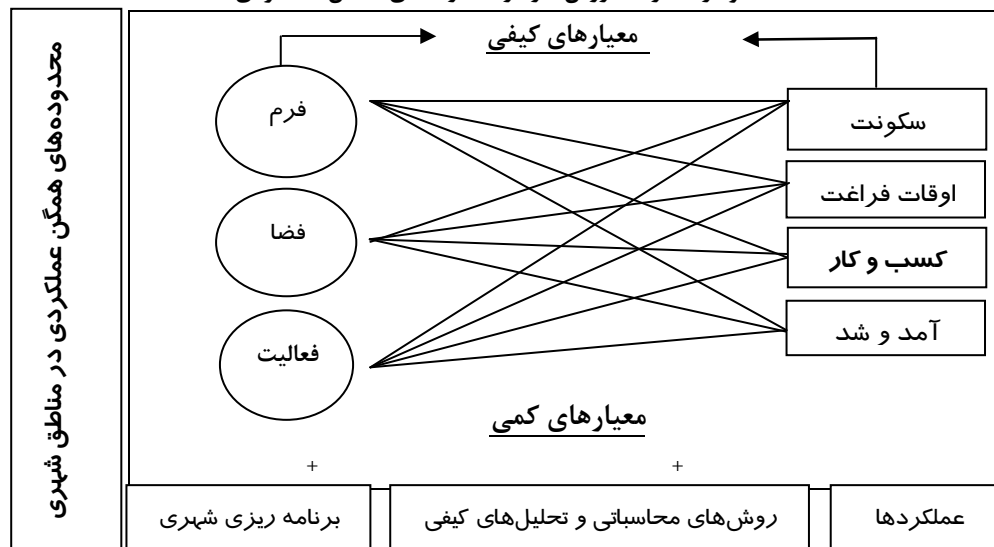 معیارهای کیفی
فرم
سکونت
اوقات فراغت
فضا
کسب و کار
آمد و شد
فعالیت
معیارهای کمی
+
+
عملکردها
روش‌های محاسباتی و تحلیل‌های کیفی
برنامه ریزی شهری
محدوده‌های همگن عملکردی در مناطق شهری